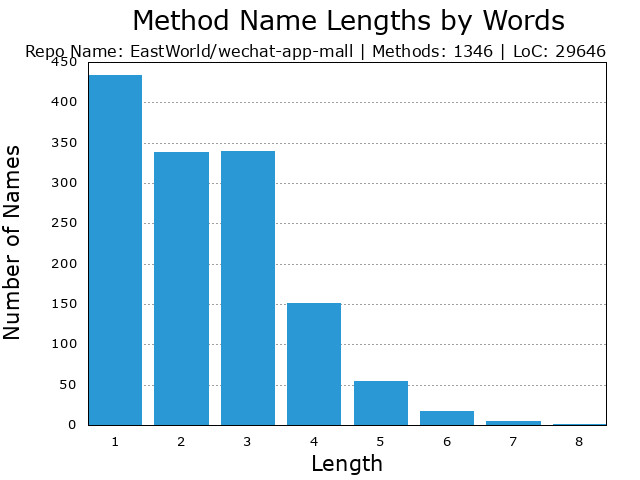 Method Name Lengths by Words
Repo Name: EastWorld/wechat-app-mall | Methods: 1346 | LoC: 29646
450
400
350
300
250
200
150
100
50
0
Number of Names
1 2 3 4 5 6 7 8
Length